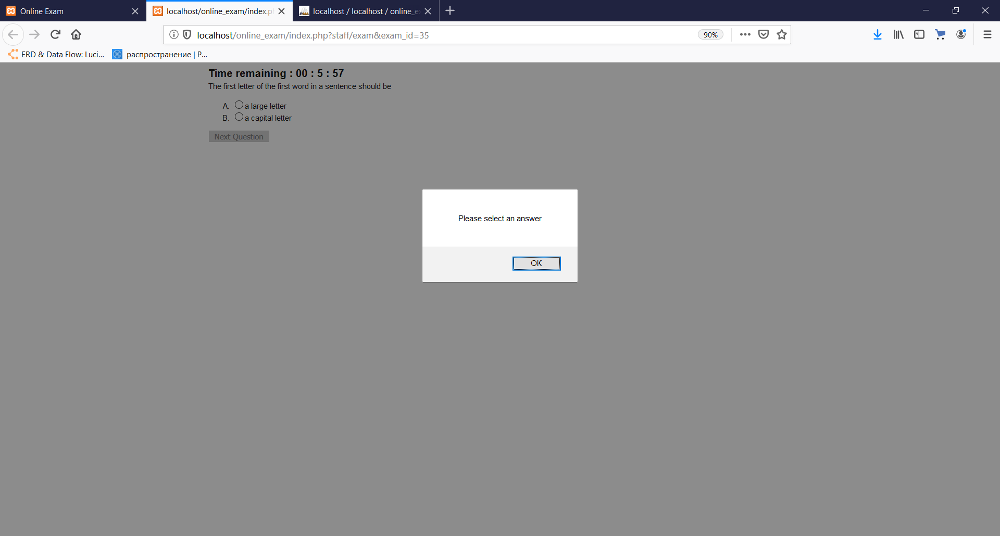 Online Exam
localhost/online_exam/index.p
localhost / localhost / online_e
localhost/online_exam/index.php?staff/exam&exam_id=35
90%
ERD & Data Flow: Luci...
распространение | Р...
Time remaining : 00 : 5 : 57
The first letter of the first word in a sentence should be
A. a large letter
B. a capital letter
Next Question
Please select an answer
OK